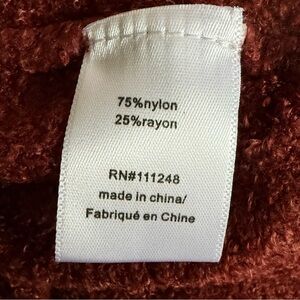 75%nylon
25%rayon
RN#111248
made in china/
Fabriqué en Chine